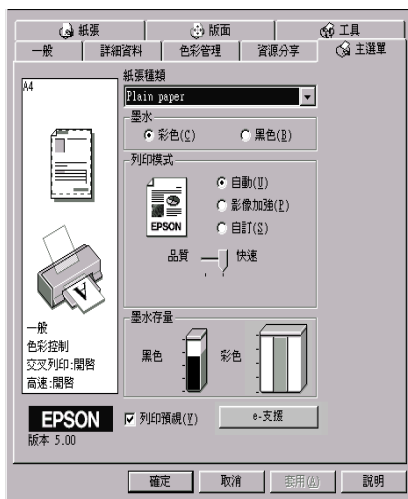 紙張 版面 工具
一般 詳細資料 色彩管理 資源分享 主選單
A4
紙張種類
Plain paper
墨水
彩色(C) 黑色(B)
列印模式
自動(U)
影像加強(P)
自訂(S)
EPSON
品質 快速
墨水存量
黑色 彩色
一般
色彩控制
交叉列印:開啓
高速:開啓
EPSON
列印預視(Y) e-支援
版本 5.00
確定 取消 套用(A) 說明